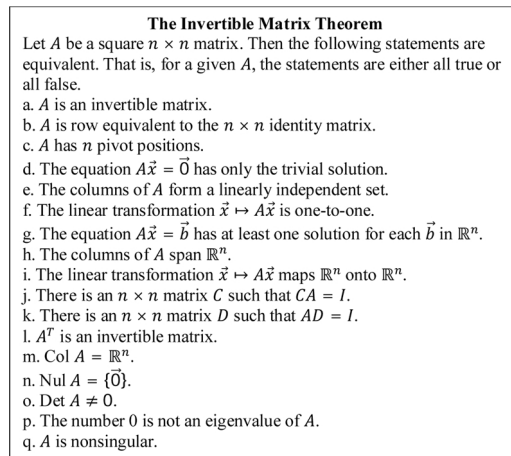 The Invertible Matrix Theorem
Let A be a square n × n matrix. Then the following statements are
equivalent. That is, for a given A, the statements are either all true or
all false.
a. A is an invertible matrix.
b. A is row equivalent to the n × n identity matrix.
c. A has n pivot positions.
d. The equation Ax⃗ = 0⃗ has only the trivial solution.
e. The columns of A form a linearly independent set.
f. The linear transformation x⃗ ↦ Ax⃗ is one-to-one.
g. The equation Ax⃗ = b⃗ has at least one solution for each b⃗ in ℝⁿ.
h. The columns of A span ℝⁿ.
i. The linear transformation x⃗ ↦ Ax⃗ maps ℝⁿ onto ℝⁿ.
j. There is an n × n matrix C such that CA = I.
k. There is an n × n matrix D such that AD = I.
l. Aᵀ is an invertible matrix.
m. Col A = ℝⁿ.
n. Nul A = {0⃗}.
o. Det A ≠ 0.
p. The number 0 is not an eigenvalue of A.
q. A is nonsingular.